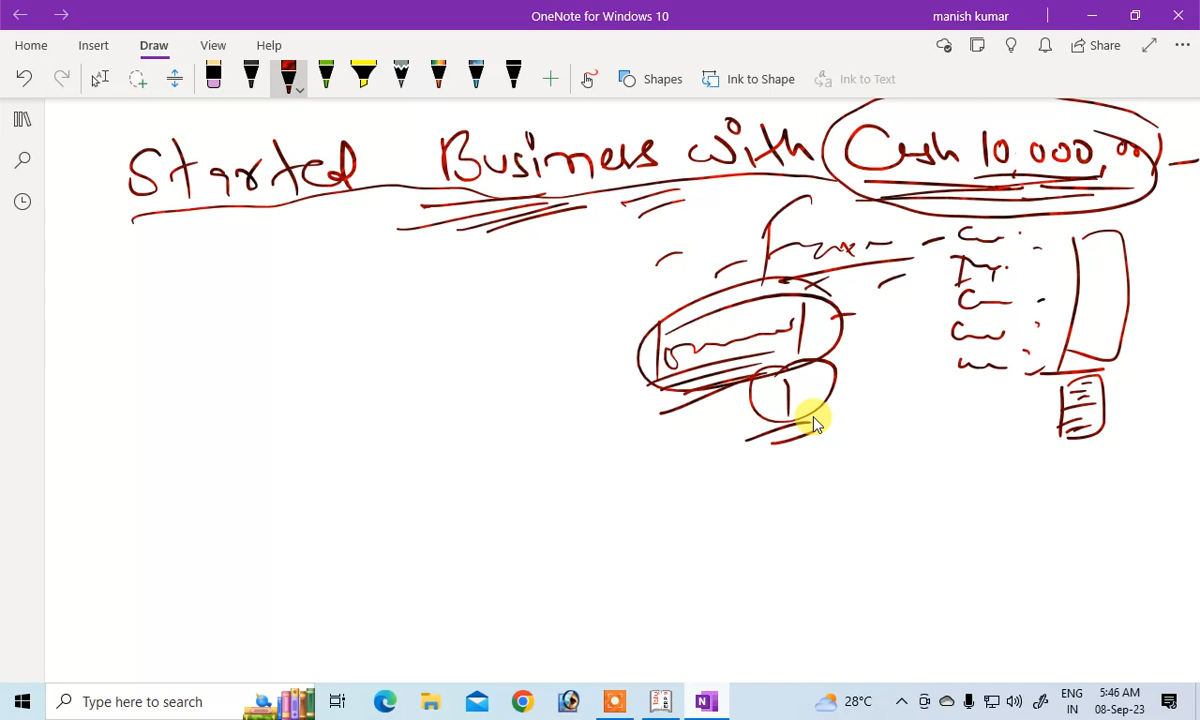 OneNote for Windows 10
manish kumar
Home Insert Draw View Help
Share
Shapes
Ink to Shape
Ink to Text
Started Business with Cash 10,000,00
Type here to search
28°C
ENG
IN
5:46 AM
08-Sep-23